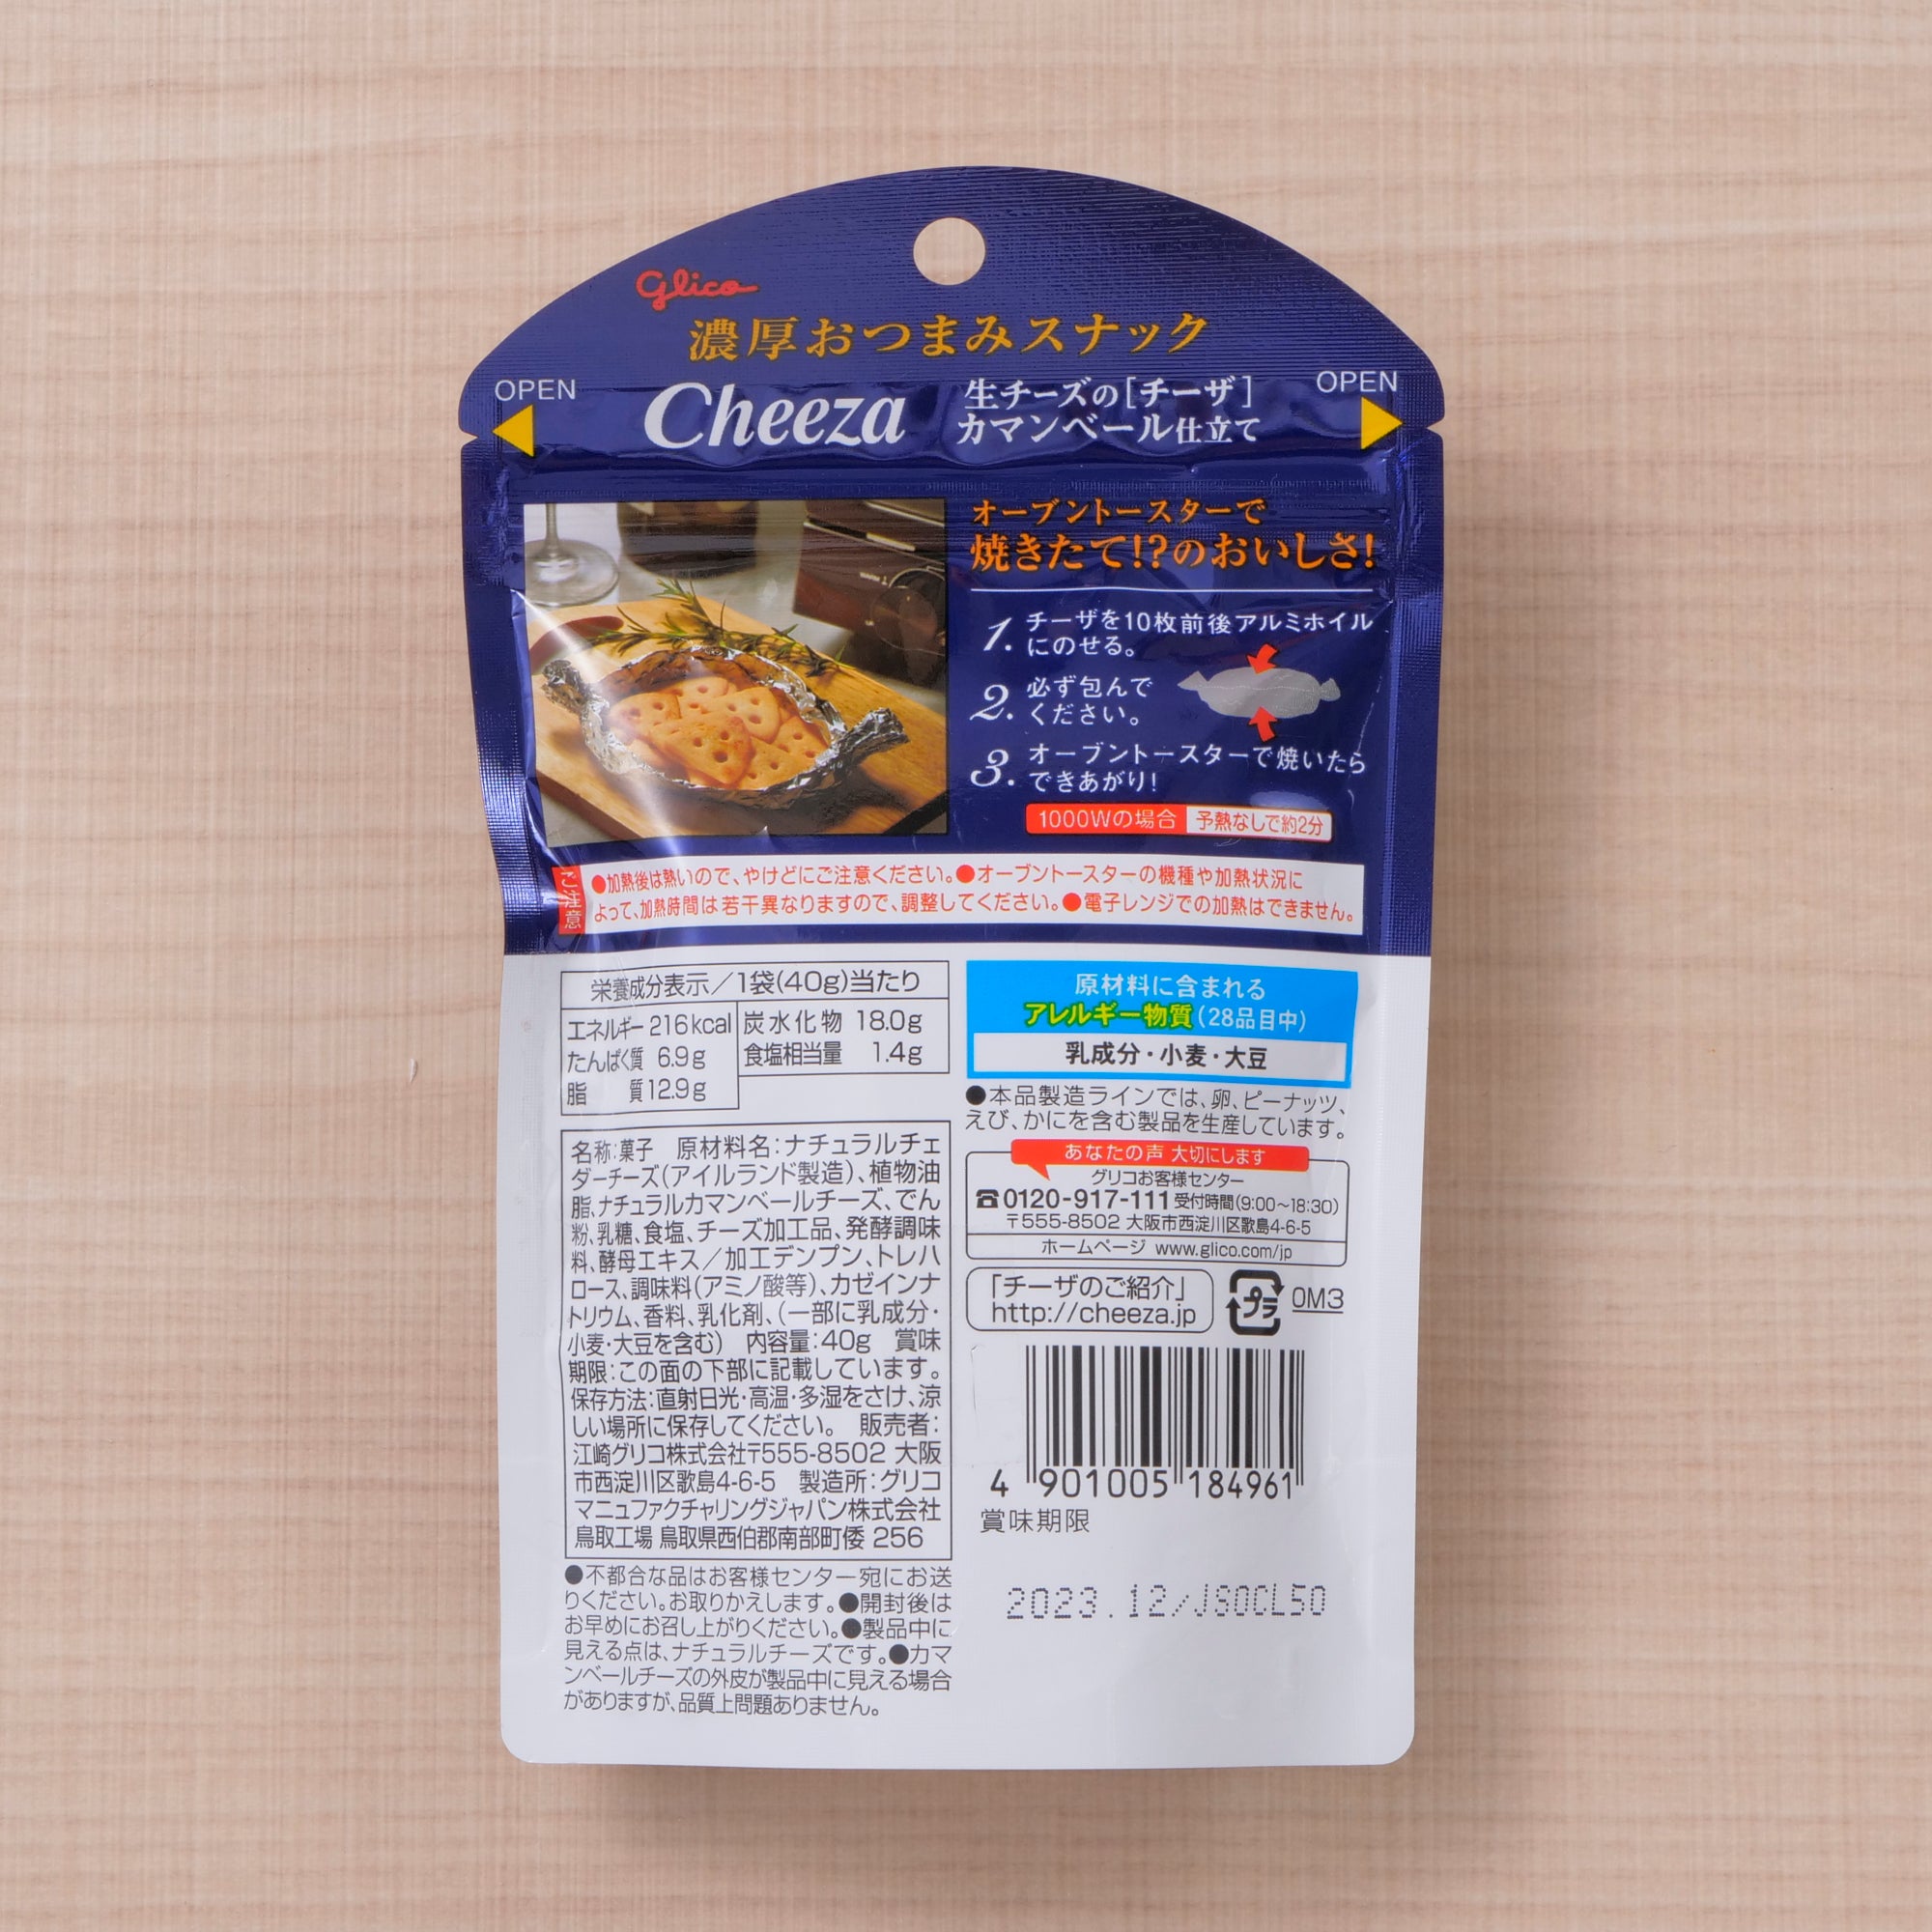 Glico
濃厚おつまみスナック
OPEN
OPEN
Cheeza
生チーズの[チーザ]
カマンベール仕立て
オーブントースターで
焼きたて!?のおいしさ!
1. チーザを10枚前後アルミホイル
にのせる。
2. 必ず包んで
ください。
3. オーブントースターで焼いたら
できあがり!
1000Wの場合 予熱なしで約2分
ご注意
●加熱後は熱いので、やけどにご注意ください。●オーブントースターの機種や加熱状況に
よって、加熱時間は若干異なりますので、調整してください。●電子レンジでの加熱はできません。
栄養成分表示/1袋(40g)当たり
エネルギー 216kcal
たんぱく質 6.9g
脂質 12.9g
炭水化物 18.0g
食塩相当量 1.4g
名称:菓子 原材料名:ナチュラルチェ
ダーチーズ(アイルランド製造)、植物油
脂、ナチュラルカマンベールチーズ、でん
粉、乳糖、食塩、チーズ加工品、発酵調味
料、酵母エキス/加工デンプン、トレハ
ロース、調味料(アミノ酸等)、カゼインナ
トリウム、香料、乳化剤、(一部に乳成分・
小麦・大豆を含む) 内容量:40g 賞味
期限:この面の下部に記載しています。
保存方法:直射日光・高温・多湿をさけ、涼
しい場所に保存してください。 販売者:
江崎グリコ株式会社〒555-8502 大阪
市西淀川区歌島4-6-5 製造所:グリコ
マニュファクチャリングジャパン株式会社
鳥取工場 鳥取県西伯郡南部町倭 256
●不都合な品はお客様センター宛にお送
りください。お取りかえします。●開封後は
お早めにお召し上がりください。●製品中に
見える点は、ナチュラルチーズです。●カマ
ンベールチーズの外皮が製品中に見える場合
がありますが、品質上問題ありません。
原材料に含まれる
アレルギー物質(28品目中)
乳成分・小麦・大豆
●本品製造ラインでは、卵、ピーナッツ、
えび、かにを含む製品を生産しています。
あなたの声 大切にします
グリコお客様センター
☎0120-917-111 受付時間(9:00~18:30)
〒555-8502 大阪市西淀川区歌島4-6-5
ホームページ www.glico.com/jp
「チーザのご紹介」
http://cheeza.jp
プラ
0M3
4 901005 184961
賞味期限
2023.12/JSOCL50